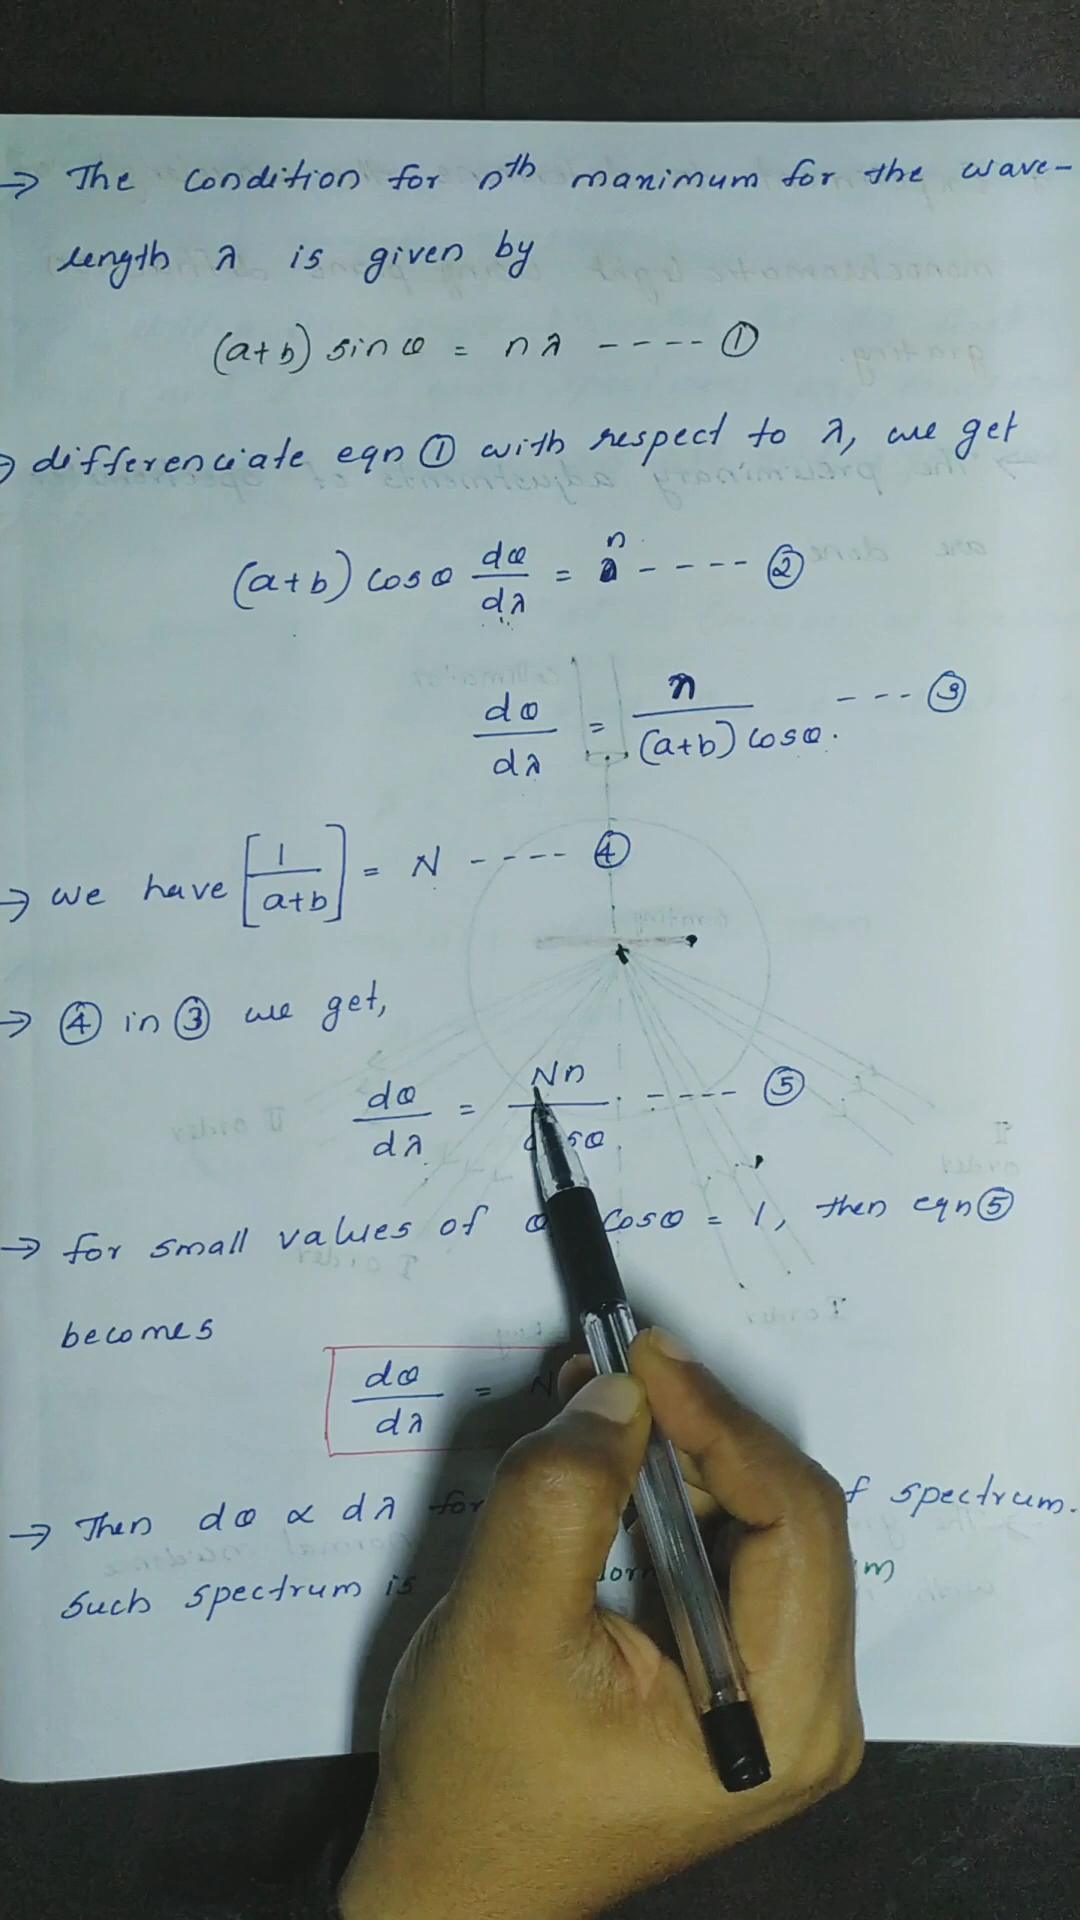 → The condition for nth maximum for the wave-
length λ is given by
(a+b) sin θ = nλ ---- ①
→ differenciate eqn ① with respect to λ, we get
(a+b) cos θ dθ/dλ = n ---- ②
dθ/dλ = n/(a+b) cos θ. --- ③
→ we have [1/a+b] = N ---- ④
→ ④ in ③ we get,
dθ/dλ = Nn/cosθ ---- ⑤
→ for small values of θ cosθ = 1, then eqn ⑤
becomes
dθ/dλ = N
→ Then dθ ∝ dλ for spectrum.
such spectrum is